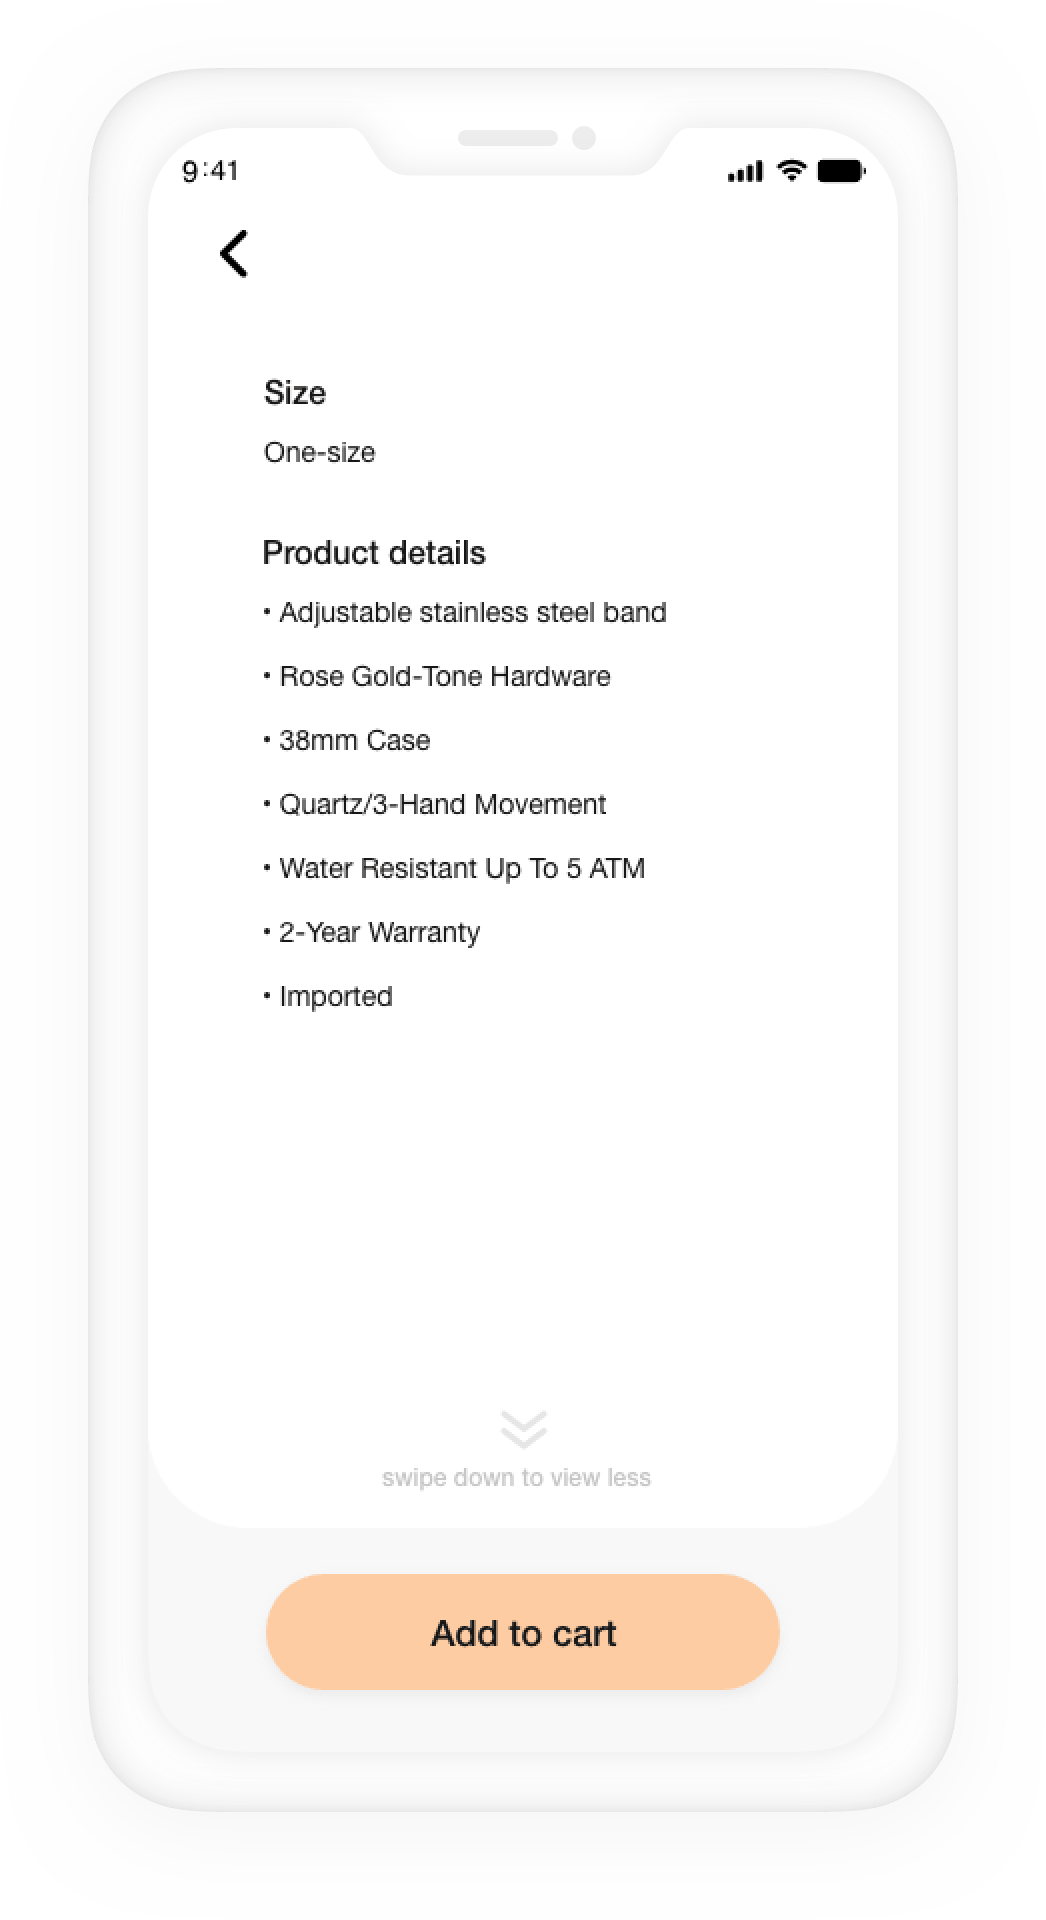 9:41
Size
One-size
Product details
• Adjustable stainless steel band
• Rose Gold-Tone Hardware
• 38mm Case
• Quartz/3-Hand Movement
• Water Resistant Up To 5 ATM
• 2-Year Warranty
• Imported
swipe down to view less
Add to cart